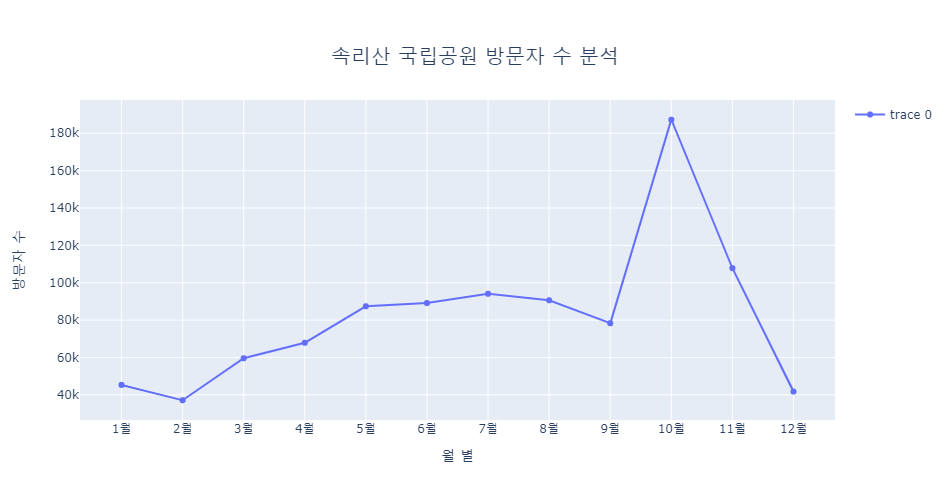 속리산 국립공원 방문자 수 분석
trace 0
방문자 수
180k
160k
140k
120k
100k
80k
60k
40k
1월 2월 3월 4월 5월 6월 7월 8월 9월 10월 11월 12월
월 별